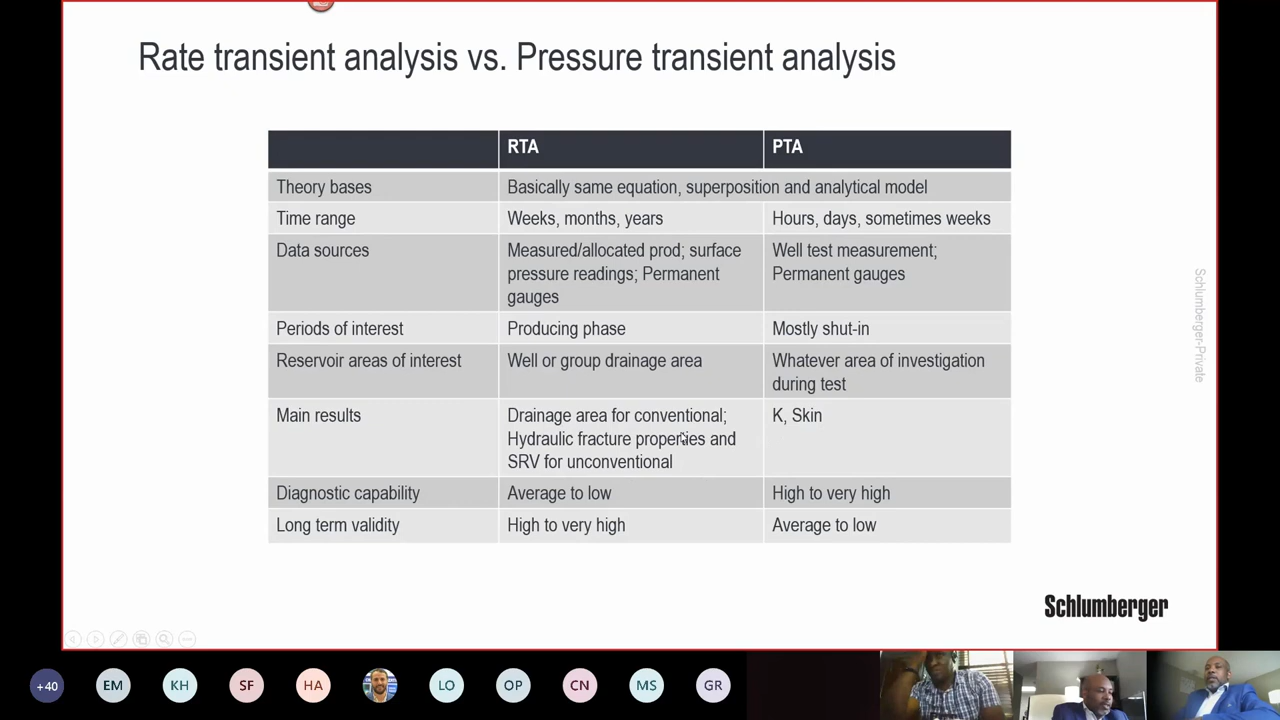 Rate transient analysis vs. Pressure transient analysis
RTA
PTA
Theory bases
Basically same equation, superposition and analytical model
Time range
Weeks, months, years
Hours, days, sometimes weeks
Data sources
Measured/allocated prod; surface
pressure readings; Permanent
gauges
Well test measurement;
Permanent gauges
Periods of interest
Producing phase
Mostly shut-in
Reservoir areas of interest
Well or group drainage area
Whatever area of investigation
during test
Main results
Drainage area for conventional;
Hydraulic fracture properties and
SRV for unconventional
K, Skin
Diagnostic capability
Average to low
High to very high
Long term validity
High to very high
Average to low
Schlumberger-Private
Schlumberger
+40
EM
KH
SF
HA
LO
OP
CN
MS
GR